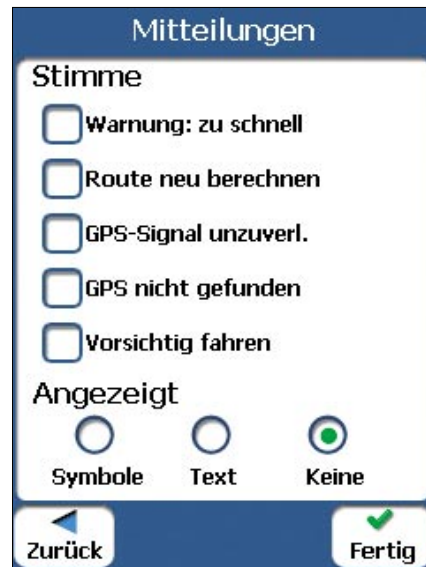 Mitteilungen
Stimme
Warnung: zu schnell
Route neu berechnen
GPS-Signal unzuverl.
GPS nicht gefunden
Vorsichtig fahren
Angezeigt
Symbole Text Keine
Zurück Fertig